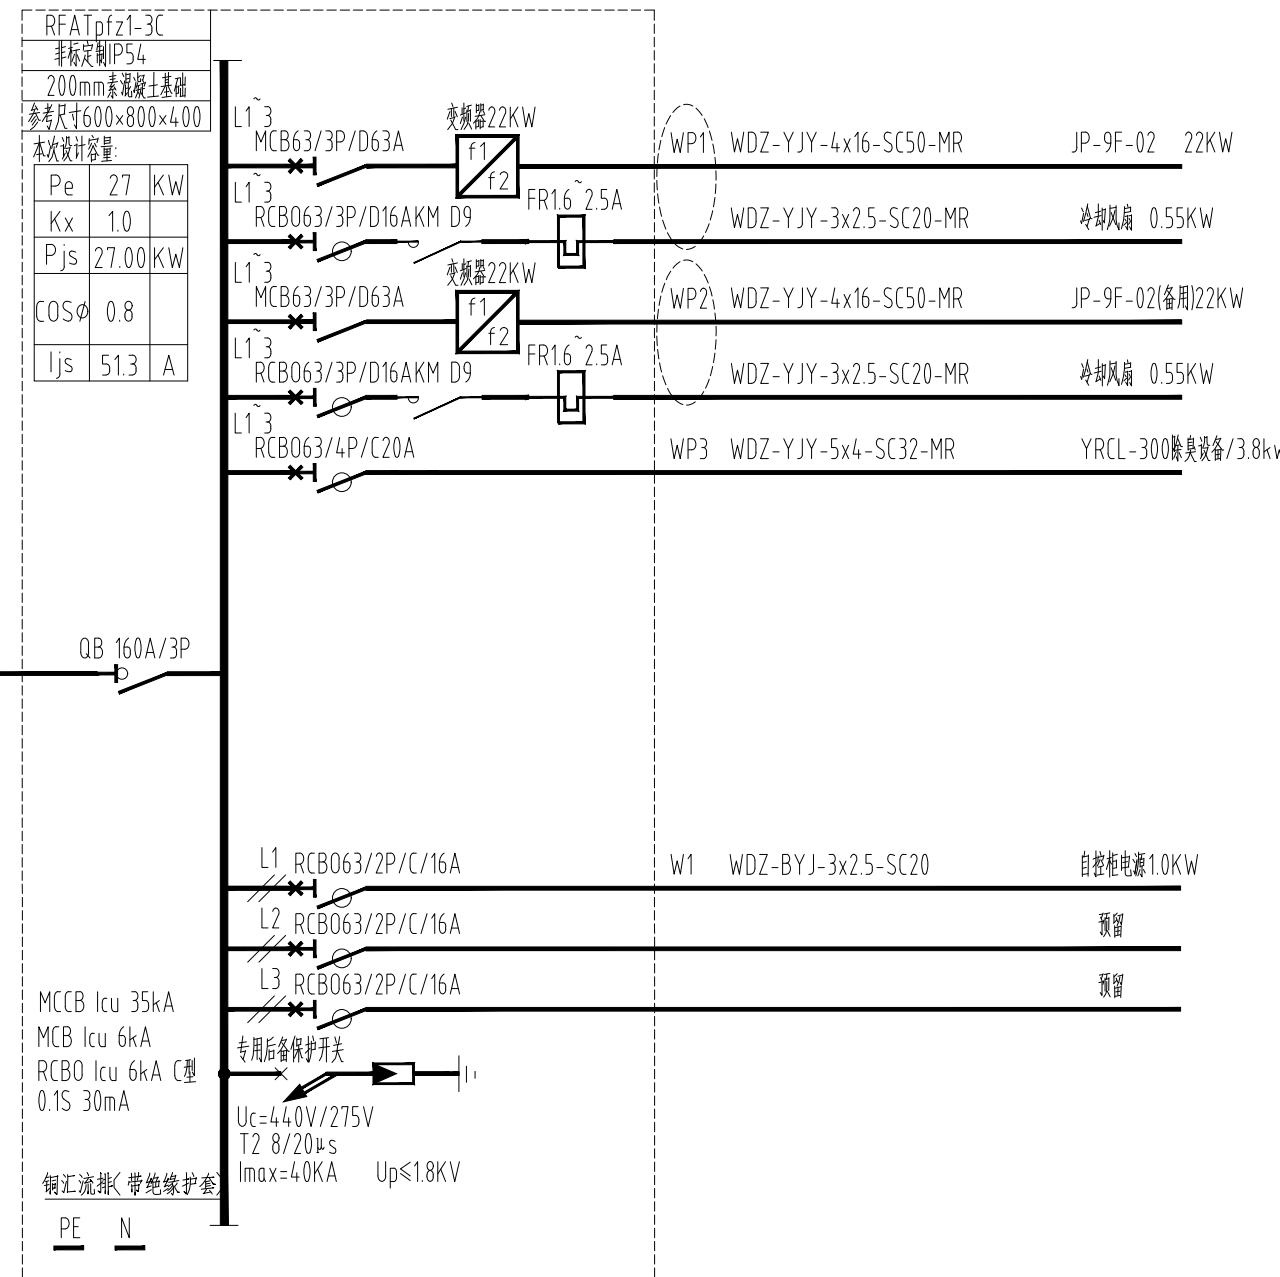 RFATpfz1-3C
非标定制IP54
200mm素混凝土基础
参考尺寸600×800×400
本次设计容量:
Pe 27 KW
Kx 1.0
Pjs 27.00 KW
COSφ 0.8
Ijs 51.3 A
L1~3
MCB63/3P/D63A
变频器22KW
f1
f2
WP1 WDZ-YJY-4x16-SC50-MR
JP-9F-02 22KW
L1~3
RCBO63/3P/D16A
KM D9
FR1.6~2.5A
WDZ-YJY-3x2.5-SC20-MR
冷却风扇 0.55KW
L1~3
MCB63/3P/D63A
变频器22KW
f1
f2
WP2 WDZ-YJY-4x16-SC50-MR
JP-9F-02(备用)22KW
L1~3
RCBO63/3P/D16A
KM D9
FR1.6~2.5A
WDZ-YJY-3x2.5-SC20-MR
冷却风扇 0.55KW
L1~3
RCBO63/4P/C20A
WP3 WDZ-YJY-5x4-SC32-MR
YRCL-300除臭设备/3.8kw
QB 160A/3P
L1 RCBO63/2P/C/16A
W1 WDZ-BYJ-3x2.5-SC20
自控柜电源1.0KW
L2 RCBO63/2P/C/16A
预留
L3 RCBO63/2P/C/16A
预留
MCCB Icu 35kA
MCB Icu 6kA
RCBO Icu 6kA C型
0.1S 30mA
专用后备保护开关
Uc=440V/275V
T2 8/20μs
Imax=40KA Up≤1.8KV
铜汇流排(带绝缘护套)
PE N